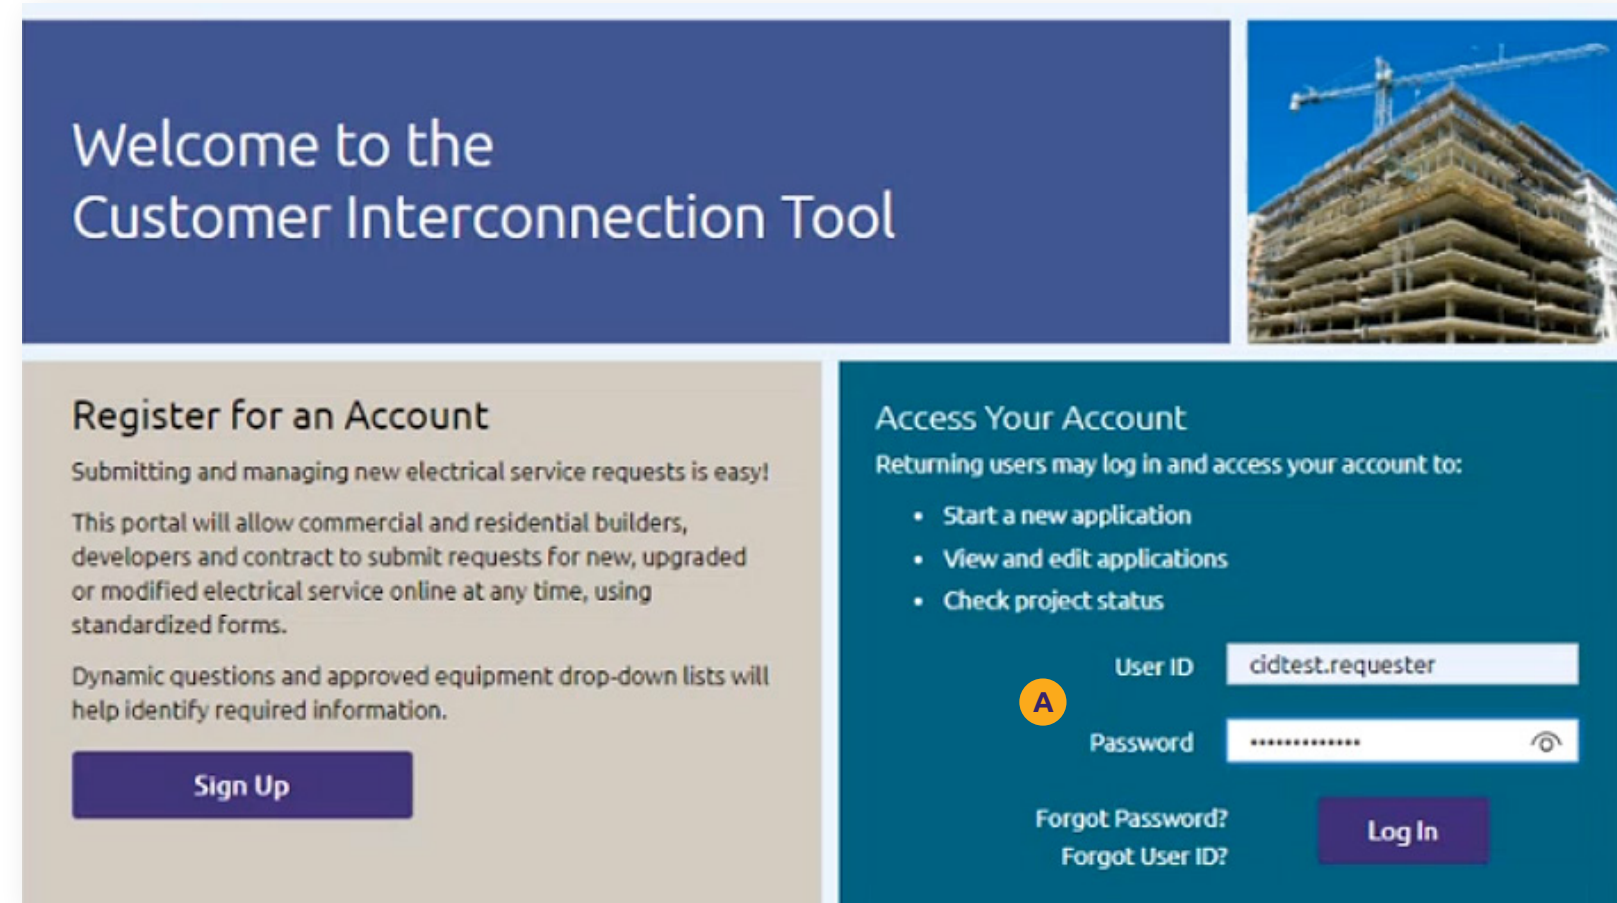 Welcome to the
Customer Interconnection Tool
Register for an Account
Submitting and managing new electrical service requests is easy!
This portal will allow commercial and residential builders,
developers and contract to submit requests for new, upgraded
or modified electrical service online at any time, using
standardized forms.
Dynamic questions and approved equipment drop-down lists will
help identify required information.
Sign Up
Access Your Account
Returning users may log in and access your account to:
• Start a new application
• View and edit applications
• Check project status
User ID cidtest.requester
A
Password •••••••••••••
Forgot Password?
Forgot User ID?
Log In